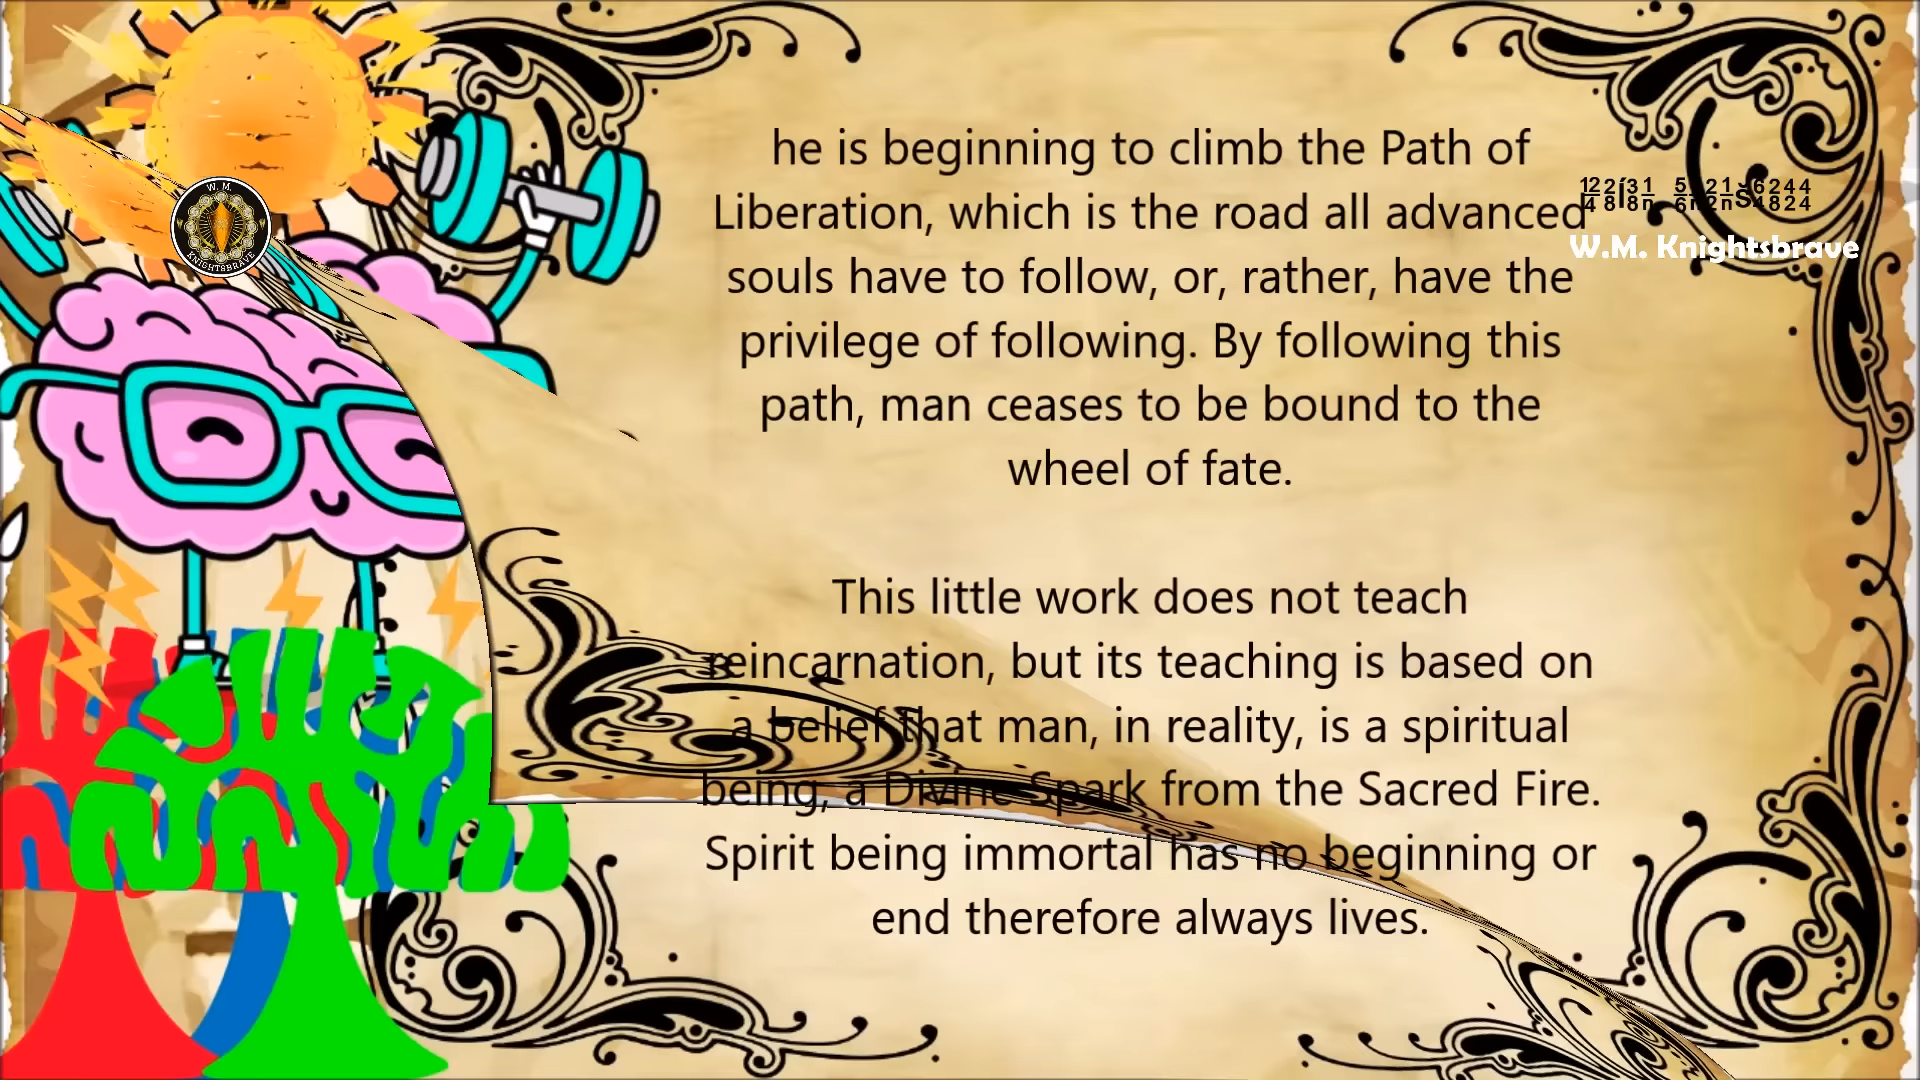 he is beginning to climb the Path of
Liberation, which is the road all advanced
souls have to follow, or, rather, have the
privilege of following. By following this
path, man ceases to be bound to the
wheel of fate.
This little work does not teach
reincarnation, but its teaching is based on
a belief that man, in reality, is a spiritual
being, a Divine Spark from the Sacred Fire.
Spirit being immortal has no beginning or
end therefore always lives.
W.M. Knightsbrave
W. M.
KNIGHTSBRAVE